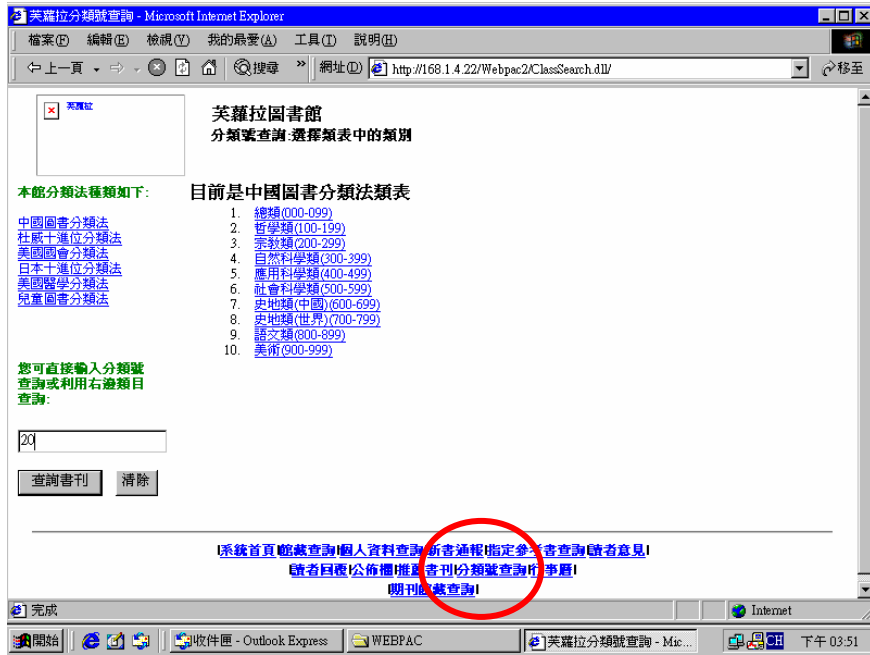 芙蘿拉分類號查詢 - Microsoft Internet Explorer
檔案(F) 編輯(E) 檢視(V) 我的最愛(A) 工具(T) 說明(H)
上一頁 搜尋 » 網址(D) http://168.1.4.22/Webpac2/ClassSearch.dll/ 移至
芙蘿拉
芙蘿拉圖書館
分類號查詢:選擇類表中的類別
本館分類法種類如下:
中國圖書分類法
杜威十進位分類法
美國國會分類法
日本十進位分類法
美國醫學分類法
兒童圖書分類法
目前是中國圖書分類法類表
1. 總類(000-099)
2. 哲學類(100-199)
3. 宗教類(200-299)
4. 自然科學類(300-399)
5. 應用科學類(400-499)
6. 社會科學類(500-599)
7. 史地類(中國)(600-699)
8. 史地類(世界)(700-799)
9. 語文類(800-899)
10. 美術(900-999)
您可直接輸入分類號
查詢或利用右邊類目
查詢:
20
查詢書刊 清除
|系統首頁|館藏查詢|個人資料查詢|新書通報|指定參考書查詢|讀者意見|
|讀者回覆|公佈欄|推薦書刊|分類號查詢|行事曆|
|期刊館藏查詢|
完成 Internet
開始 收件匣 - Outlook Express WEBPAC 芙蘿拉分類號查詢 - Mic... CH 下午 03:51